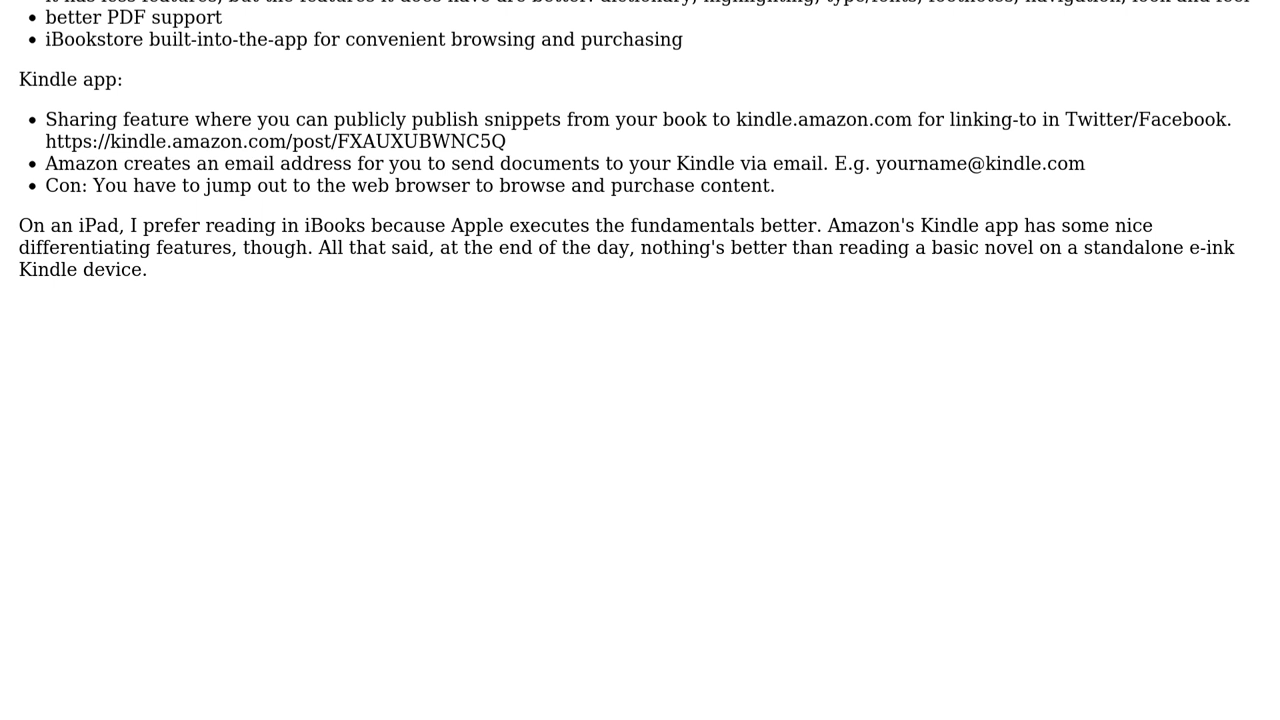 better PDF support
iBookstore built-into-the-app for convenient browsing and purchasing
Kindle app:
Sharing feature where you can publicly publish snippets from your book to kindle.amazon.com for linking-to in Twitter/Facebook.
https://kindle.amazon.com/post/FXAUXUBWNC5Q
Amazon creates an email address for you to send documents to your Kindle via email. E.g. yourname@kindle.com
Con: You have to jump out to the web browser to browse and purchase content.
On an iPad, I prefer reading in iBooks because Apple executes the fundamentals better. Amazon's Kindle app has some nice
differentiating features, though. All that said, at the end of the day, nothing's better than reading a basic novel on a standalone e-ink
Kindle device.